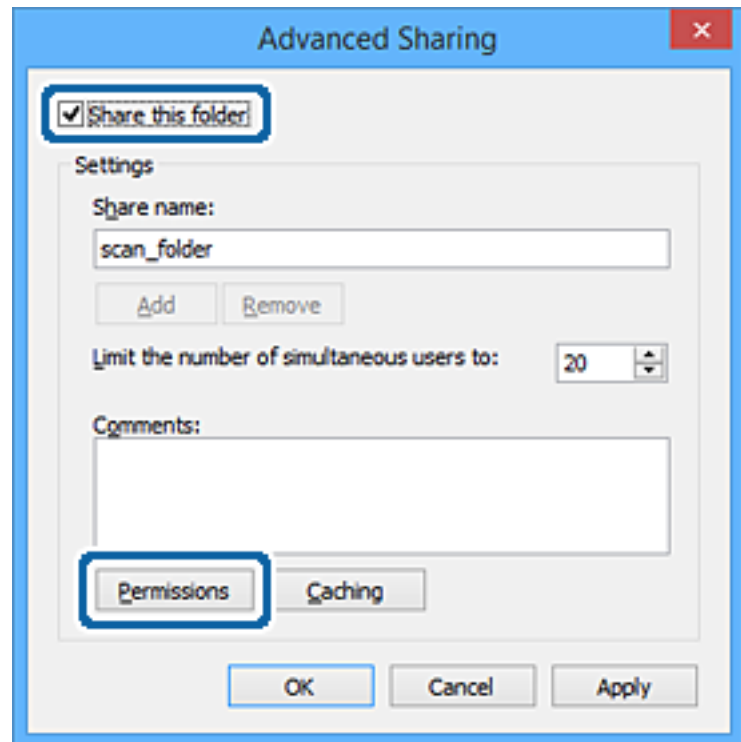 Advanced Sharing
Share this folder
Settings
Share name:
scan_folder
Add Remove
Limit the number of simultaneous users to: 20
Comments:
Permissions Caching
OK Cancel Apply